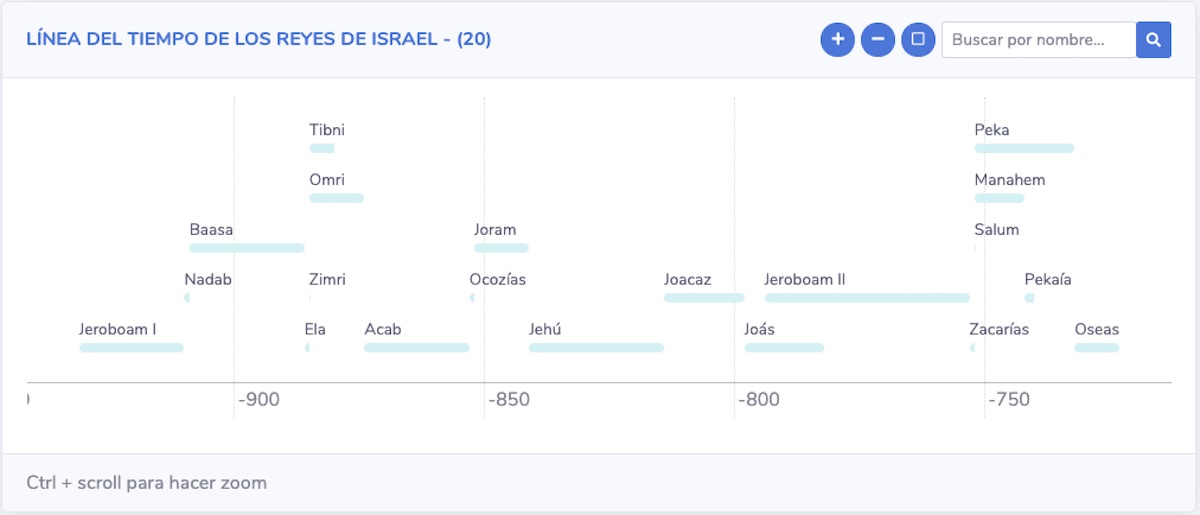 LÍNEA DEL TIEMPO DE LOS REYES DE ISRAEL - (20)
Buscar por nombre...
Tibni
Peka
Omri
Manahem
Baasa
Joram
Salum
Nadab
Zimri
Ocozías
Joacaz
Jeroboam II
Pekaía
Jeroboam I
Ela
Acab
Jehú
Joás
Zacarías
Oseas
-900
-850
-800
-750
Ctrl + scroll para hacer zoom